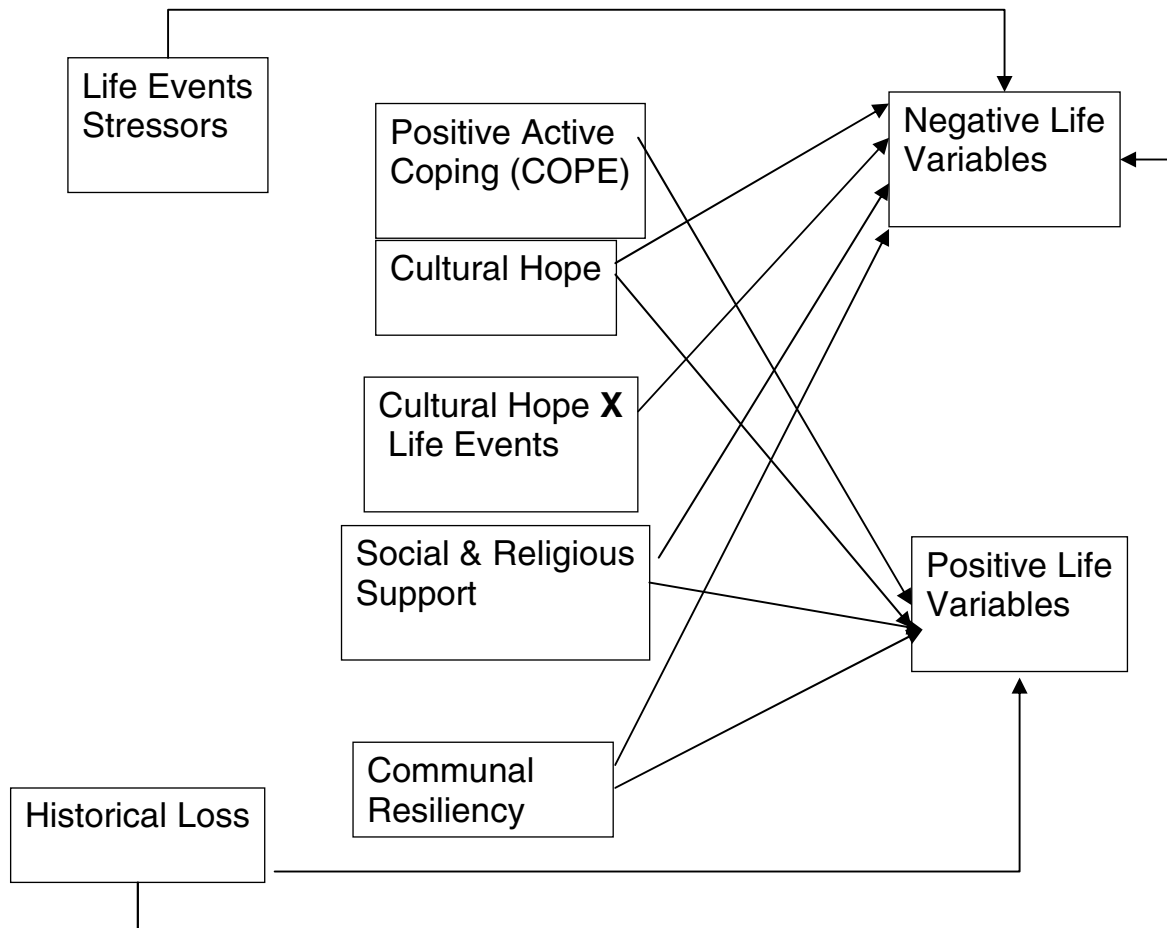 Life Events
Stressors
Positive Active
Coping (COPE)
Negative Life
Variables
Cultural Hope
Cultural Hope X
Life Events
Social & Religious
Support
Positive Life
Variables
Communal
Resiliency
Historical Loss